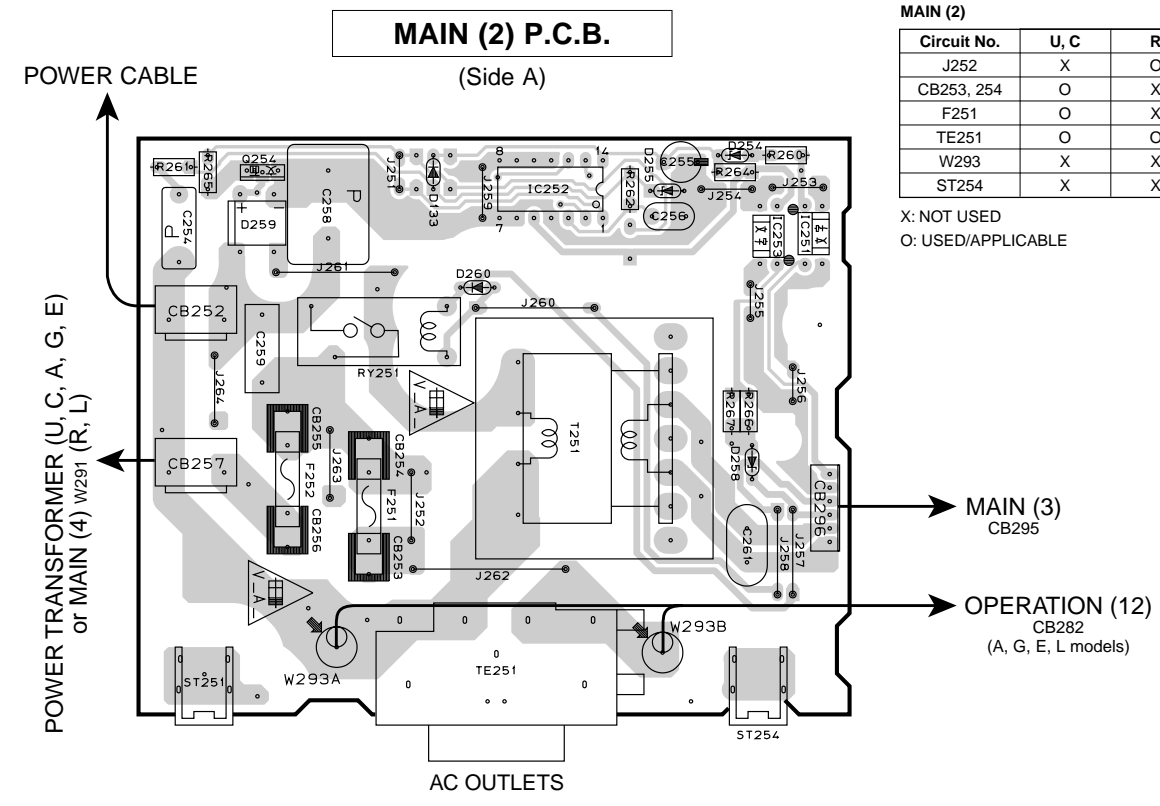 MAIN (2) P.C.B.
(Side A)
MAIN (2)
Circuit No. U, C R
J252 X O
CB253, 254 O X
F251 O X
TE251 O O
W293 X X
ST254 X X
X: NOT USED
O: USED/APPLICABLE
POWER CABLE
POWER TRANSFORMER (U, C, A, G, E)
or MAIN (4) W291 (R, L)
R261
R265
Q254
C254
D259
C258
P
P
J251
D133
J259
8
14
IC252
7
1
R262
D255
C255
D254
R264
R260
C256
J254
J253
IC253
IC251
J261
D260
J260
CB252
C259
RY251
J264
V_A_
J255
J256
R267
R266
D258
T251
CB255
F252
CB256
J263
CB254
F251
CB253
J252
CB257
CB296
C261
J258
J257
J262
V_A_
MAIN (3)
CB295
OPERATION (12)
CB282
(A, G, E, L models)
W293A
W293B
TE251
ST251
ST254
AC OUTLETS